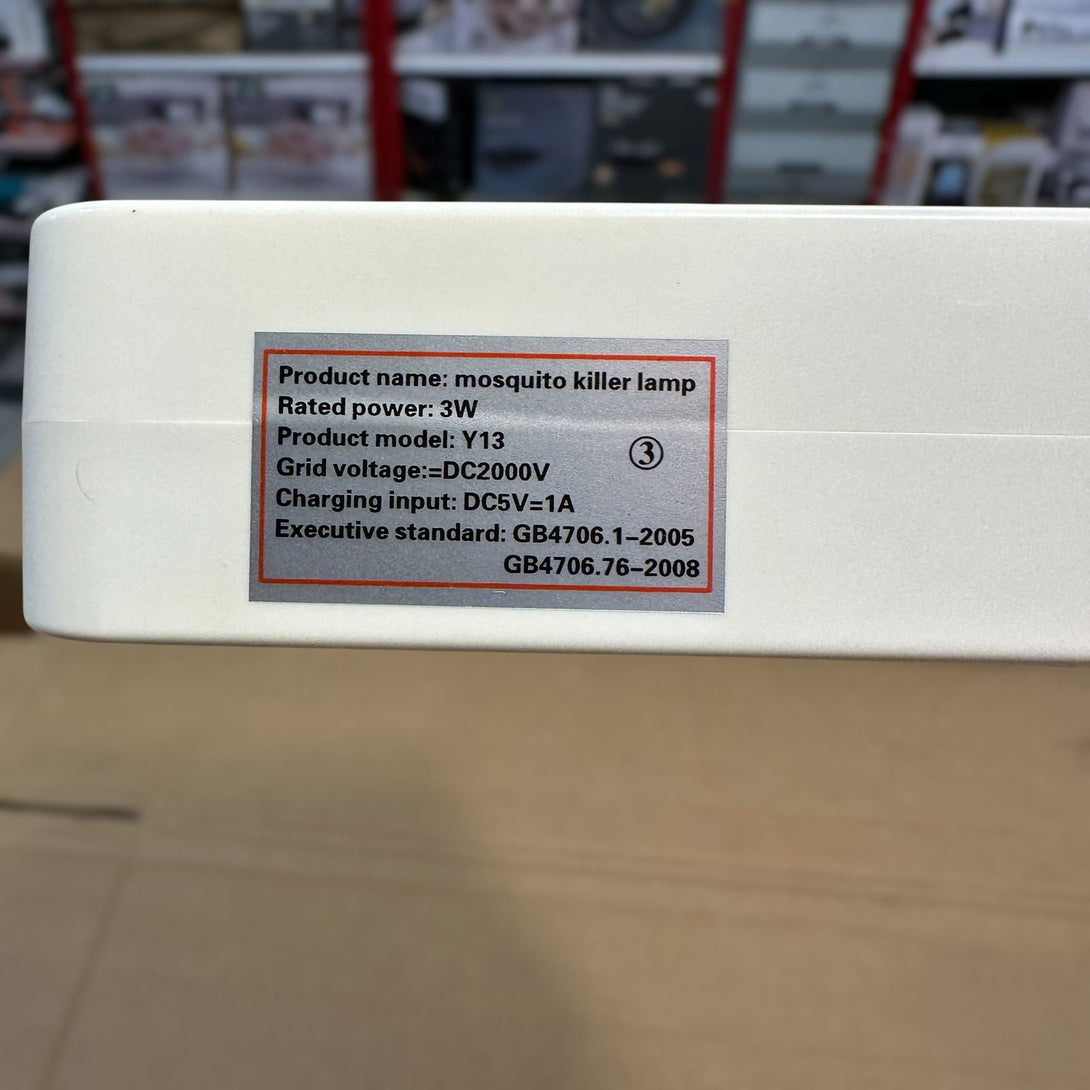 Product name: mosquito killer lamp
Rated power: 3W
Product model: Y13
③
Grid voltage:=DC2000V
Charging input: DC5V=1A
Executive standard: GB4706.1–2005
GB4706.76–2008